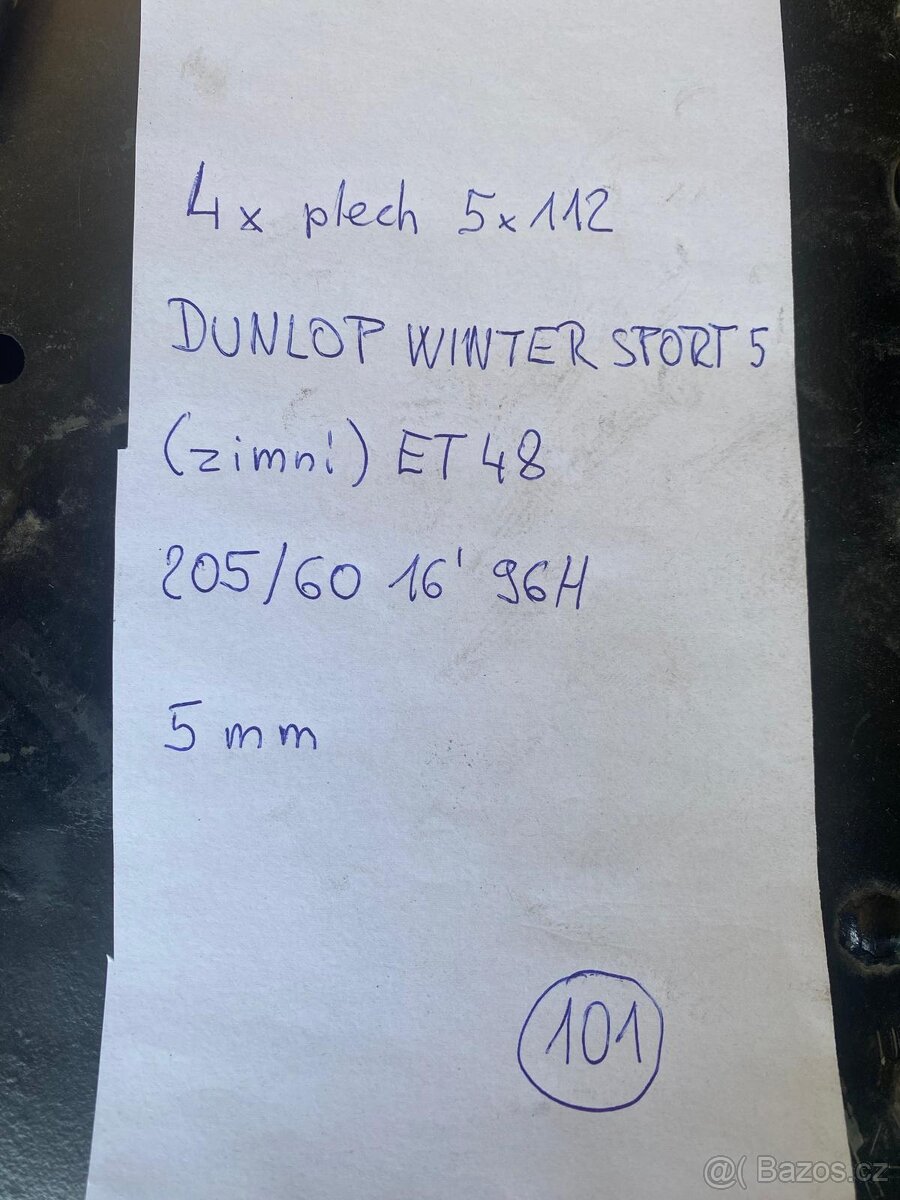 4x plech 5x112
DUNLOP WINTER SPORT 5
(zimní) ET 48
205/60 16' 96H
5 mm
101
@( Bazos.cz